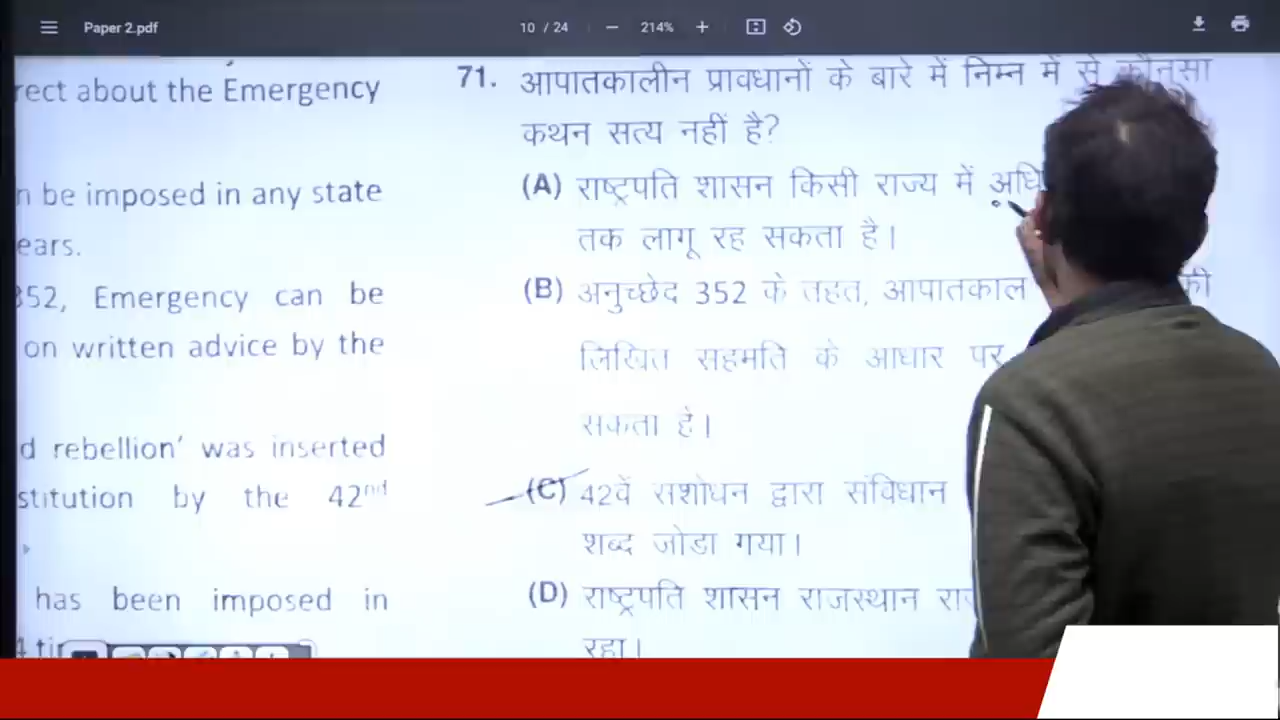 Paper 2.pdf
10 / 24
214%
rect about the Emergency
n be imposed in any state
ears.
352, Emergency can be
on written advice by the
d rebellion' was inserted
stitution by the 42nd
has been imposed in
71. आपातकालीन प्रावधानों के बारे में निम्न में से कौनसा
कथन सत्य नहीं है?
(A) राष्ट्रपति शासन किसी राज्य में
तक लागू रह सकता है।
(B) अनुच्छेद 352 के तहत, आपातकाल की
लिखित सहमति के आधार पर
सकता है।
(C) 42वें संशोधन द्वारा संविधान
शब्द जोडा गया।
(D) राष्ट्रपति शासन राजस्थान
रहा।